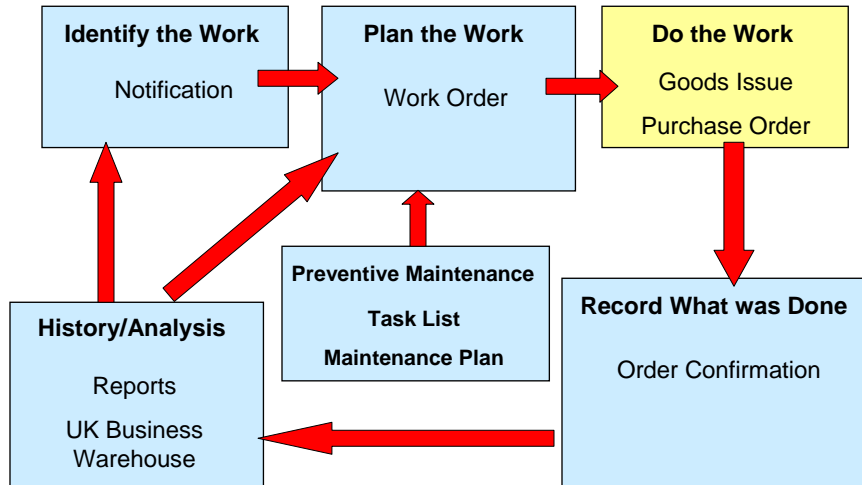 Identify the Work
Notification
Plan the Work
Work Order
Do the Work
Goods Issue
Purchase Order
Preventive Maintenance
Task List
Maintenance Plan
History/Analysis
Reports
UK Business
Warehouse
Record What was Done
Order Confirmation